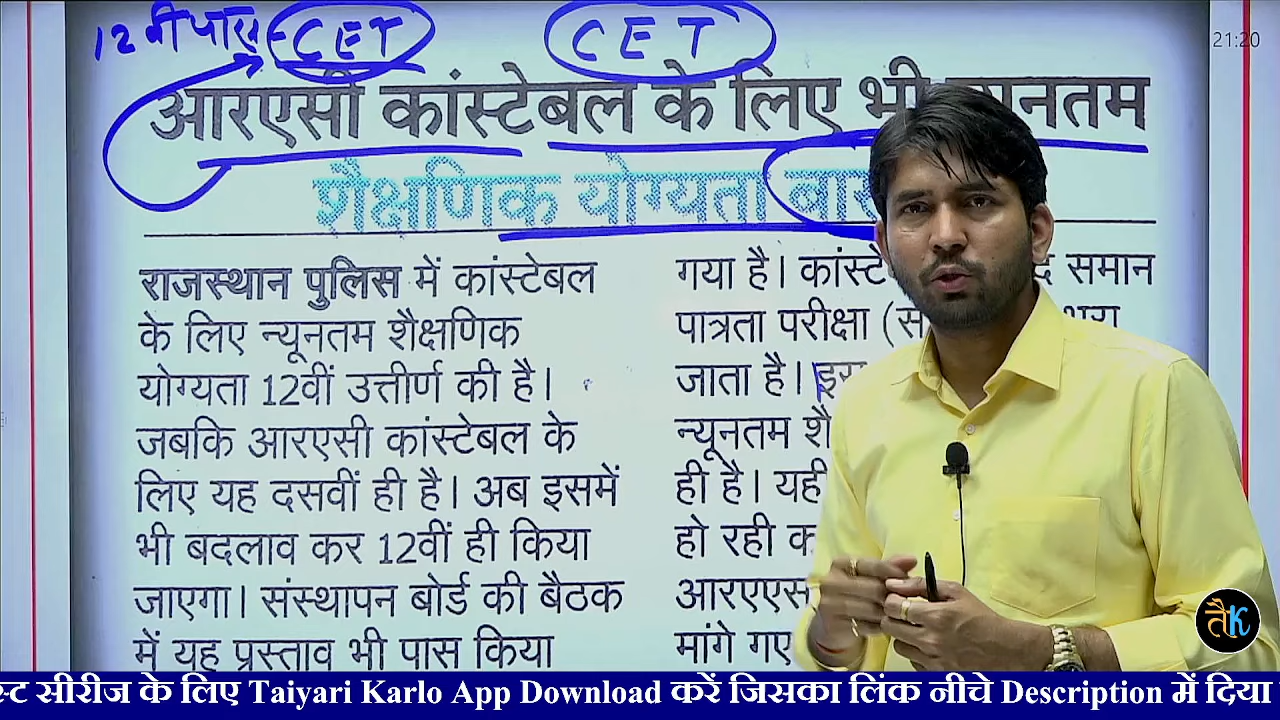 12वी पास - CET CET
21:20
आरएसी कांस्टेबल के लिए भी
शैक्षणिक योग्यता
राजस्थान पुलिस में कांस्टेबल
के लिए न्यूनतम शैक्षणिक
योग्यता 12वीं उत्तीर्ण की है।
जबकि आरएसी कांस्टेबल के
लिए यह दसवीं ही है। अब इसमें
भी बदलाव कर 12वीं ही किया
जाएगा। संस्थापन बोर्ड की बैठक
में यह प्रस्ताव भी पास किया
गया है। समान
पात्रता परीक्षा
जाता है।
न्यूनतम
ही है। यही
हो रही
मांगे गए
तैK
सीरीज के लिए Taiyari Karlo App Download करें जिसका लिंक नीचे Description में दिया